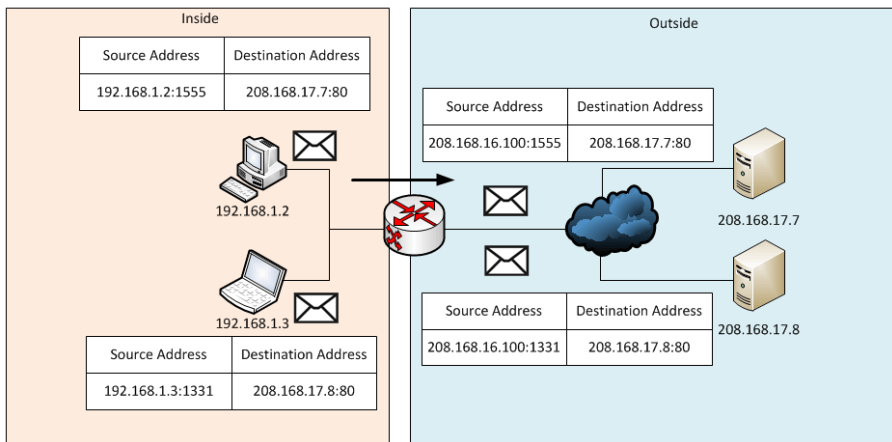 Inside
Source Address Destination Address
192.168.1.2:1555 208.168.17.7:80
192.168.1.2
192.168.1.3
Source Address Destination Address
192.168.1.3:1331 208.168.17.8:80
Outside
Source Address Destination Address
208.168.16.100:1555 208.168.17.7:80
208.168.17.7
208.168.17.8
Source Address Destination Address
208.168.16.100:1331 208.168.17.8:80